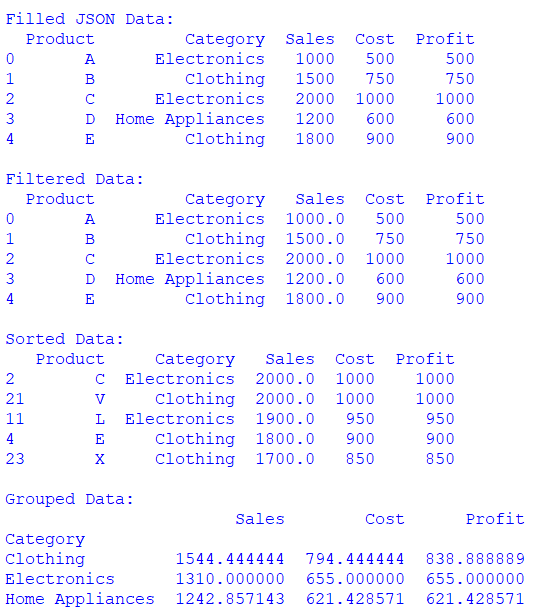 Filled JSON Data:
  Product          Category  Sales  Cost  Profit
0       A       Electronics   1000   500     500
1       B          Clothing   1500   750     750
2       C       Electronics   2000  1000    1000
3       D  Home Appliances   1200   600     600
4       E          Clothing   1800   900     900

Filtered Data:
  Product          Category   Sales  Cost  Profit
0       A       Electronics  1000.0   500     500
1       B          Clothing  1500.0   750     750
2       C       Electronics  2000.0  1000    1000
3       D  Home Appliances  1200.0   600     600
4       E          Clothing  1800.0   900     900

Sorted Data:
   Product     Category   Sales  Cost  Profit
2        C  Electronics  2000.0  1000    1000
21       V     Clothing  2000.0  1000    1000
11       L  Electronics  1900.0   950     950
4        E     Clothing  1800.0   900     900
23       X     Clothing  1700.0   850     850

Grouped Data:
                       Sales        Cost      Profit
Category
Clothing         1544.444444  794.444444  838.888889
Electronics      1310.000000  655.000000  655.000000
Home Appliances  1242.857143  621.428571  621.428571